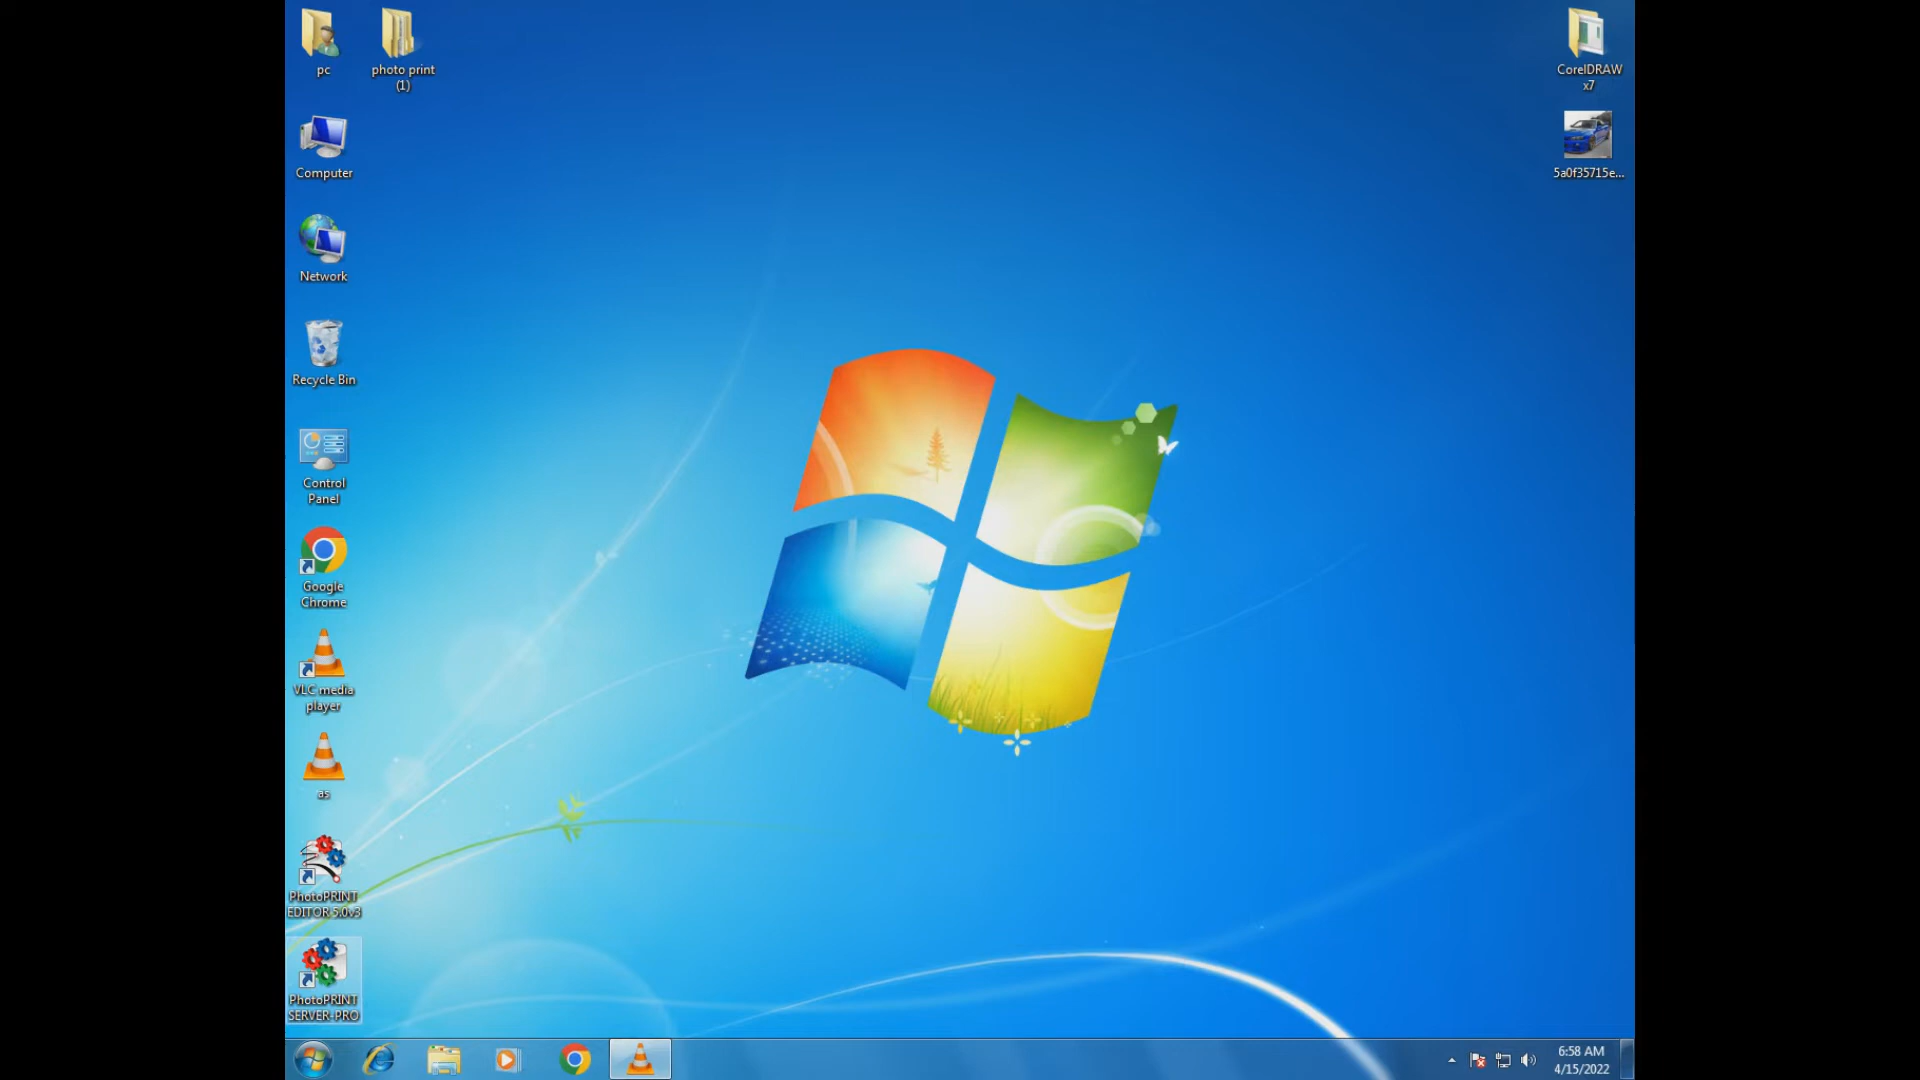 pc
photo print
(1)
Computer
Network
Recycle Bin
Control
Panel
Google
Chrome
VLC media
player
as
PhotoPRINT
EDITOR 5.0v3
PhotoPRINT
SERVER-PRO
CorelDRAW
x7
5a0f35715e...
6:58 AM
4/15/2022